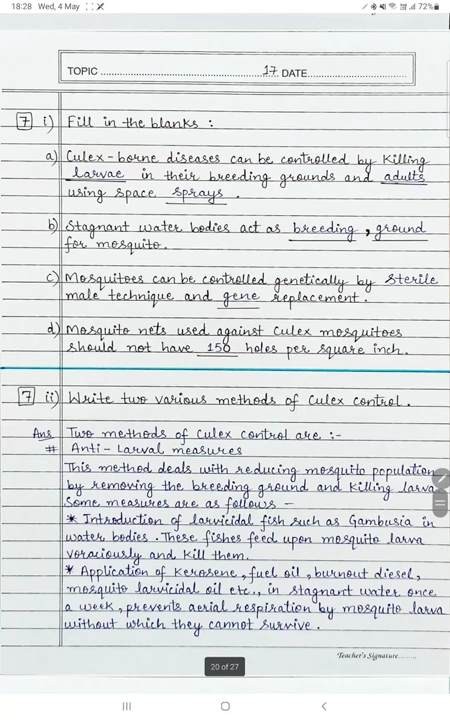 18:28 Wed, 4 May
72%
TOPIC ........ 17 DATE........
7 i) Fill in the blanks :
a) Culex-borne diseases can be controlled by killing
larvae in their breeding grounds and adults
using space sprays .
b) Stagnant water bodies act as breeding , ground
for mosquito.
c) Mosquitoes can be controlled genetically by sterile
male technique and gene replacement.
d) Mosquito nets used against Culex mosquitoes
should not have 150 holes per square inch.
7 ii) Write two various methods of Culex control.
Ans Two methods of Culex control are :-
# Anti-Larval measures
This method deals with reducing mosquito population
by removing the breeding ground and killing larva
Some measures are as follows -
* Introduction of larvicidal fish such as Gambusia in
water bodies. These fishes feed upon mosquito larva
voraciously and kill them.
* Application of kerosene, fuel oil, burnout diesel,
mosquito larvicidal oil etc., in stagnant water once
a week, prevents aerial respiration by mosquito larva
without which they cannot survive.
Teacher's Signature........
20 of 27